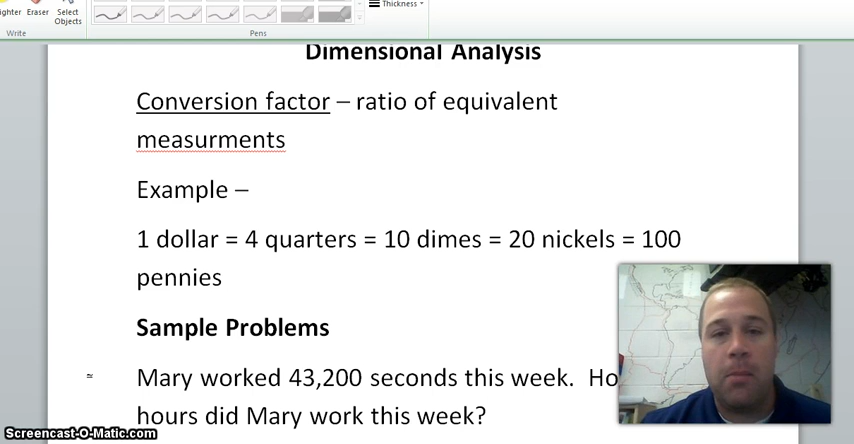 ighter Eraser Select Objects
Thickness
Write Pens
Dimensional Analysis
Conversion factor – ratio of equivalent
measurments
Example –
1 dollar = 4 quarters = 10 dimes = 20 nickels = 100
pennies
Sample Problems
Mary worked 43,200 seconds this week. Ho
hours did Mary work this week?
Screencast-O-Matic.com